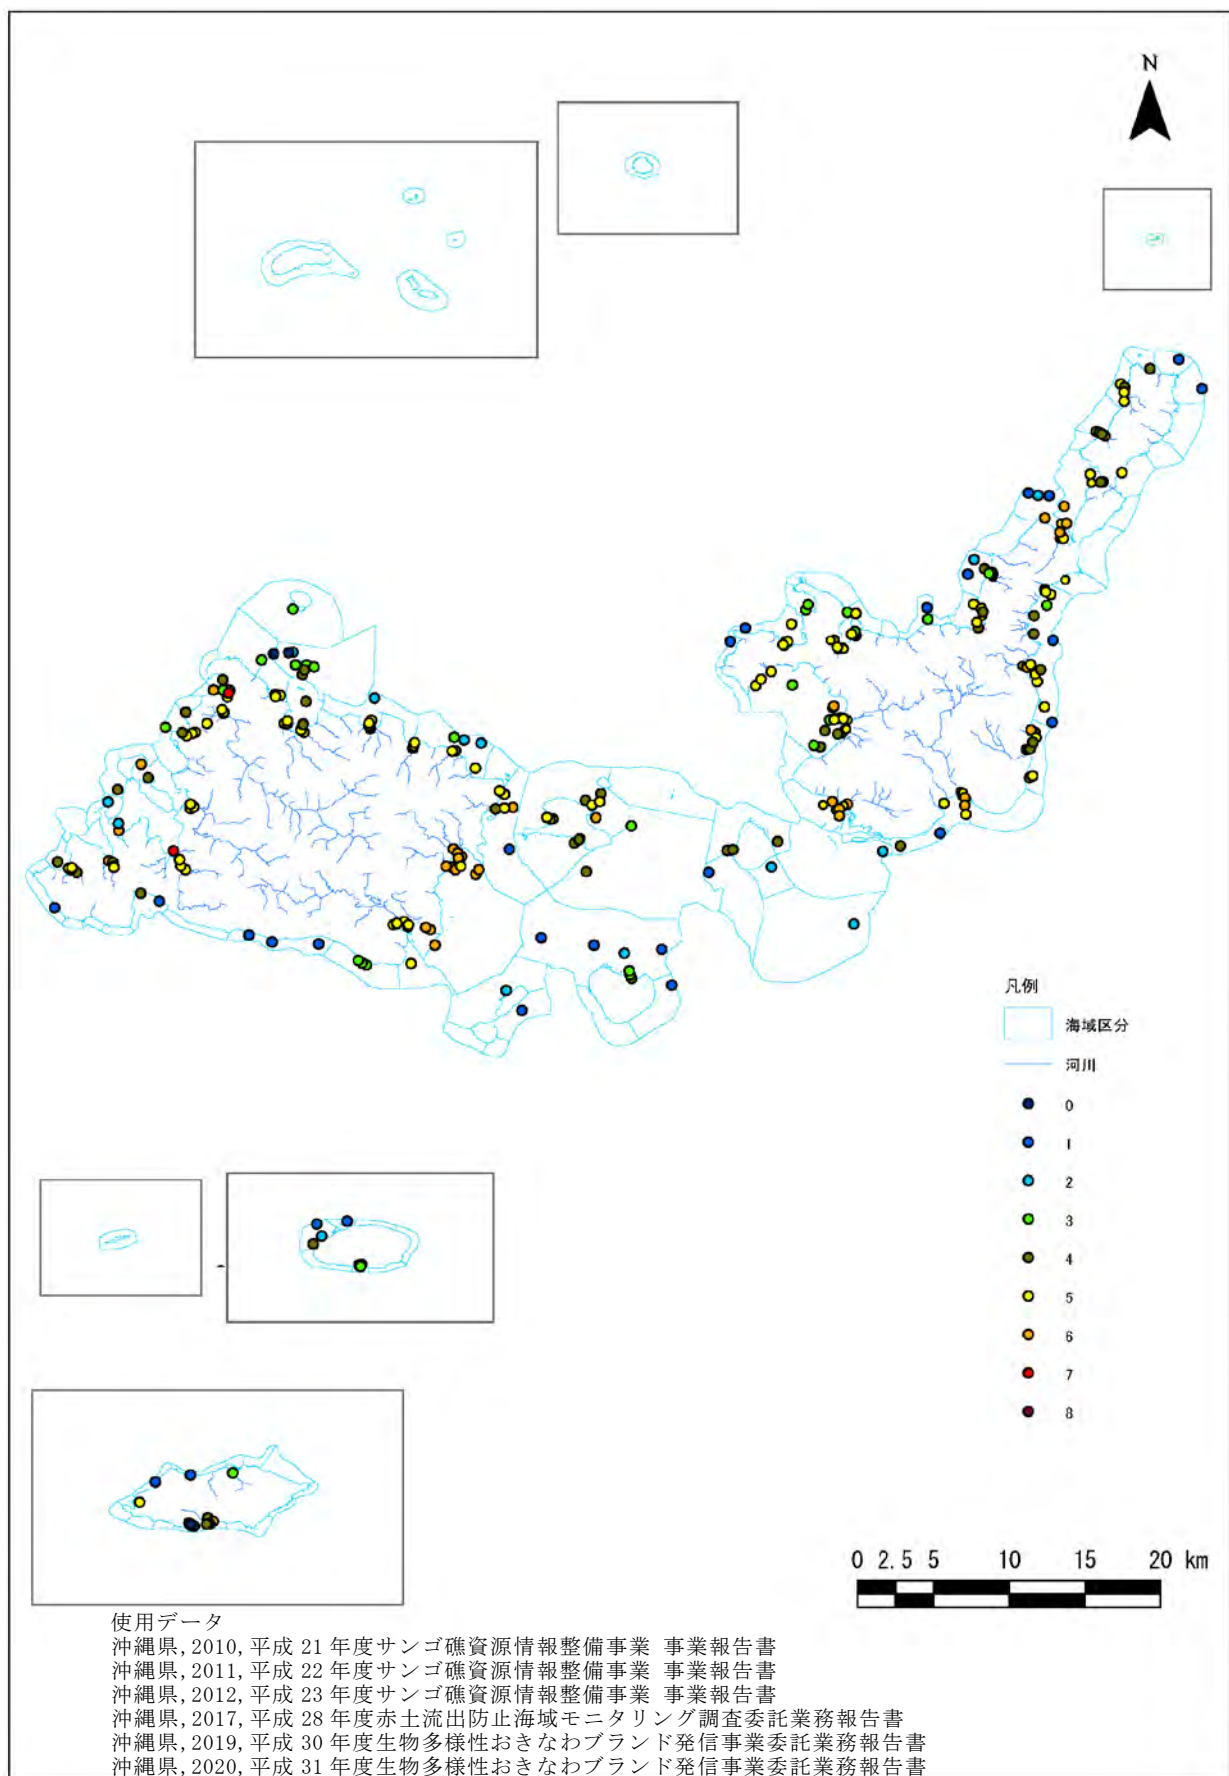 N
凡例
海域区分
河川
0
1
2
3
4
5
6
7
8
0 2.5 5 10 15 20 km
使用データ
沖縄県,2010,平成 21 年度サンゴ礁資源情報整備事業 事業報告書
沖縄県,2011,平成 22 年度サンゴ礁資源情報整備事業 事業報告書
沖縄県,2012,平成 23 年度サンゴ礁資源情報整備事業 事業報告書
沖縄県,2017,平成 28 年度赤土流出防止海域モニタリング調査委託業務報告書
沖縄県,2019,平成 30 年度生物多様性おきなわブランド発信事業委託業務報告書
沖縄県,2020,平成 31 年度生物多様性おきなわブランド発信事業委託業務報告書